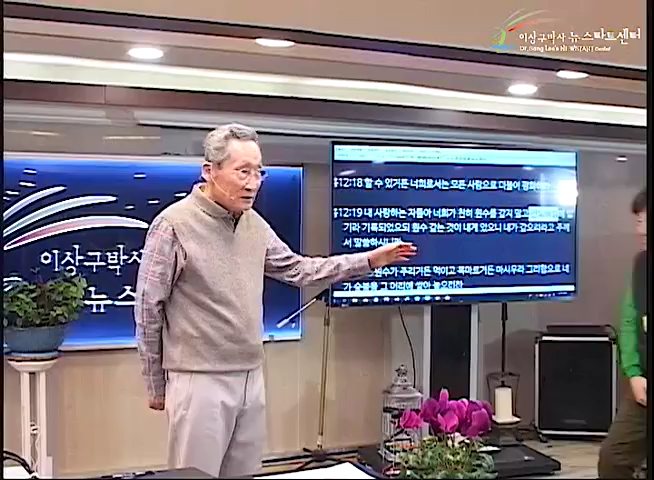 이상구박사 뉴스타트센터
Dr.Sang Lee's NEWSTART Center
12:18 할 수 있거든 너희로서는 모든 사람으로 더불어
12:19 내 사랑하는 자들아 너희가 친히 원수를 갚지 말고
기라 기록되었으되 원수 갚는 것이 내게 있으니 내가 갚으리라고 주께
서 말씀하시니라
원수가 주리거든 먹이고 목마르거든 마시우라 그리함으로 네
가 숯불을 그 머리에 쌓아 놓으리라
이상구박사
뉴스